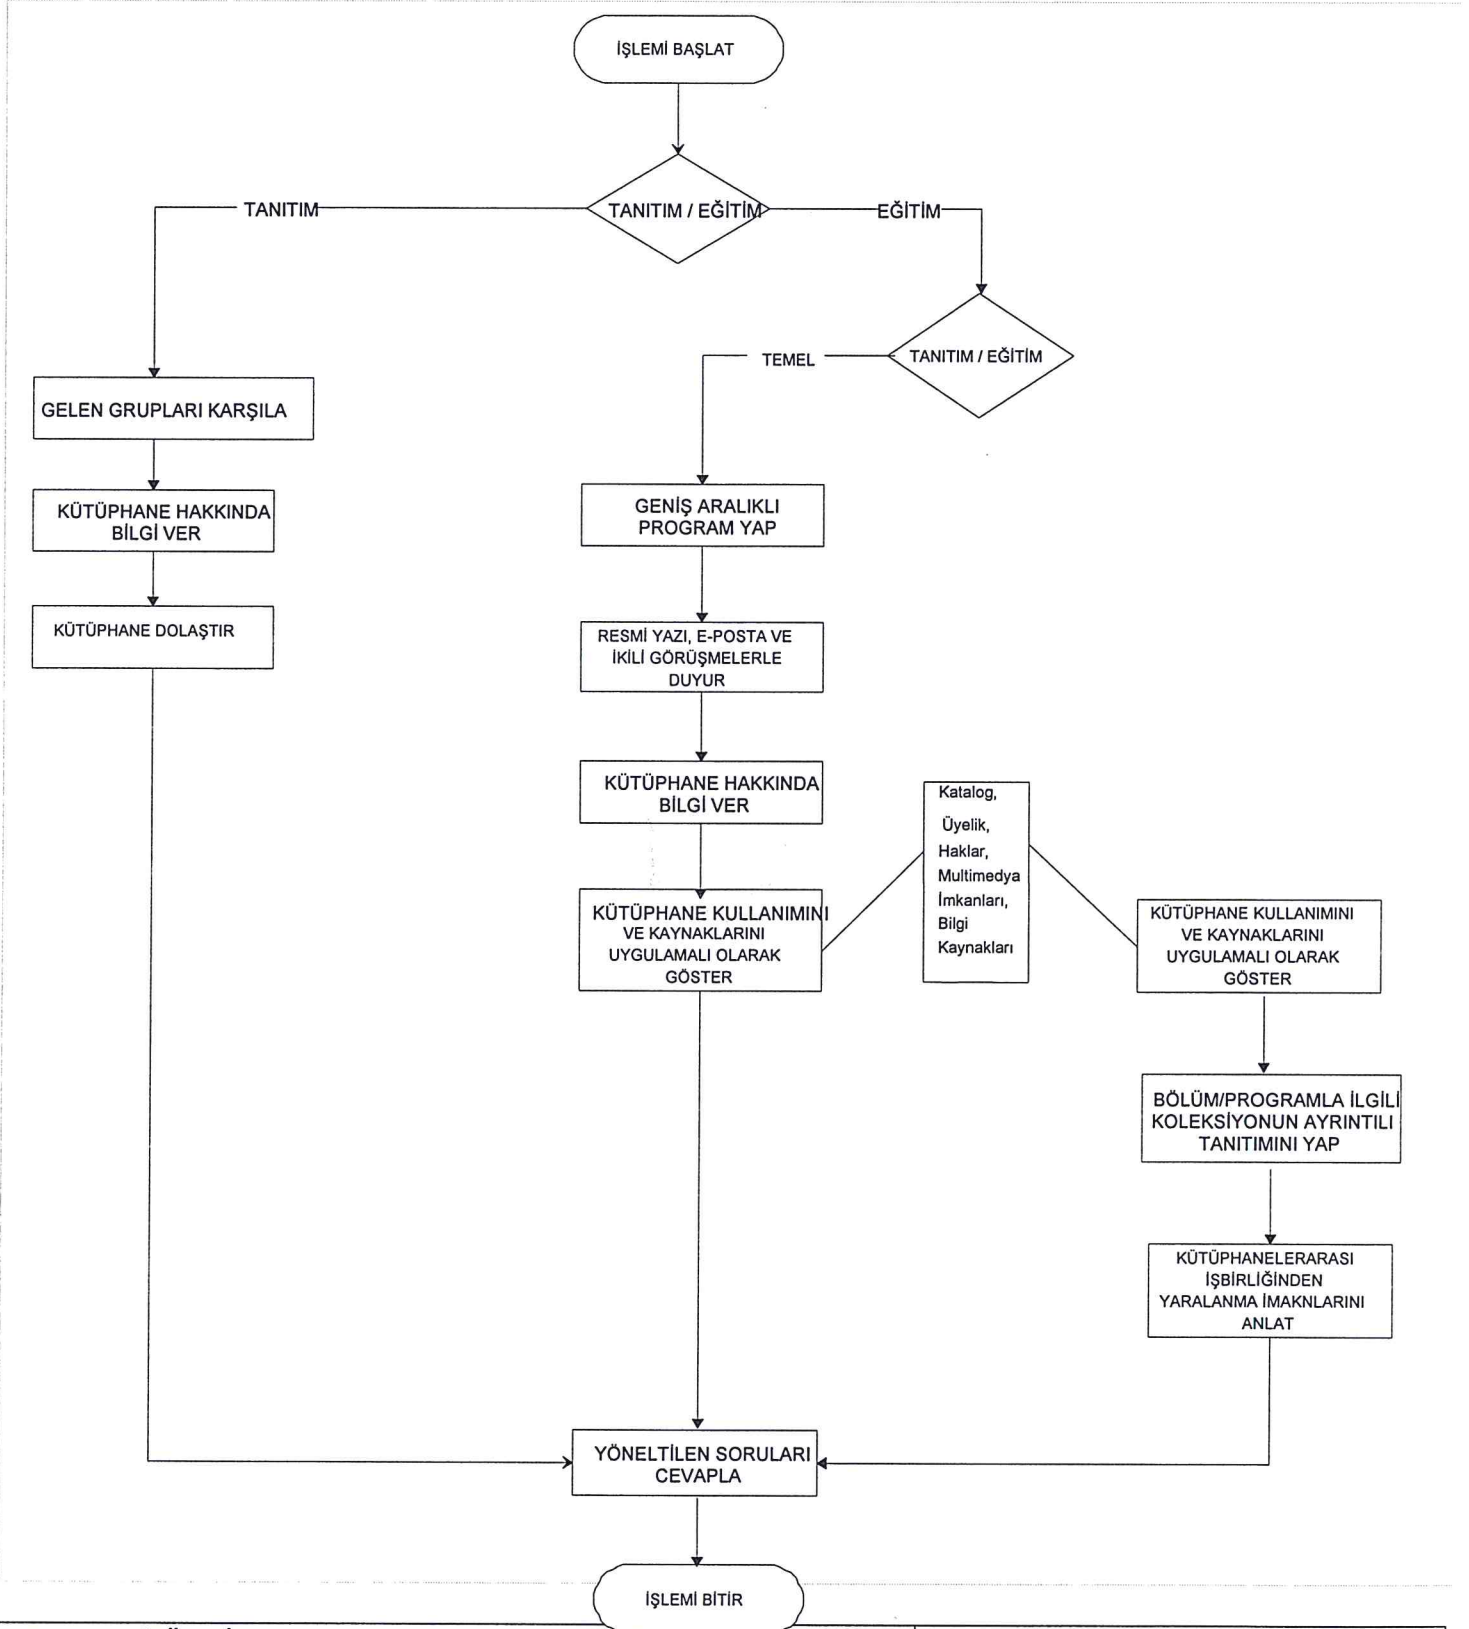 İŞLEMİ BAŞLAT
TANITIM
TANITIM / EĞİTİM
EĞİTİM
TEMEL
TANITIM / EĞİTİM
GELEN GRUPLARI KARŞILA
KÜTÜPHANE HAKKINDA
BİLGİ VER
KÜTÜPHANE DOLAŞTIR
GENİŞ ARALIKLI
PROGRAM YAP
RESMİ YAZI, E-POSTA VE
İKİLİ GÖRÜŞMELERLE
DUYUR
KÜTÜPHANE HAKKINDA
BİLGİ VER
KÜTÜPHANE KULLANIMINI
VE KAYNAKLARINI
UYGULAMALI OLARAK
GÖSTER
Katalog,
Üyelik,
Haklar,
Multimedya
İmkanları,
Bilgi
Kaynakları
KÜTÜPHANE KULLANIMINI
VE KAYNAKLARINI
UYGULAMALI OLARAK
GÖSTER
BÖLÜM/PROGRAMLA İLGİLİ
KOLEKSİYONUN AYRINTILI
TANITIMINI YAP
KÜTÜPHANELERARASI
İŞBİRLİĞİNDEN
YARALANMA İMAKNLARINI
ANLAT
YÖNELTİLEN SORULARI
CEVAPLA
İŞLEMİ BİTİR